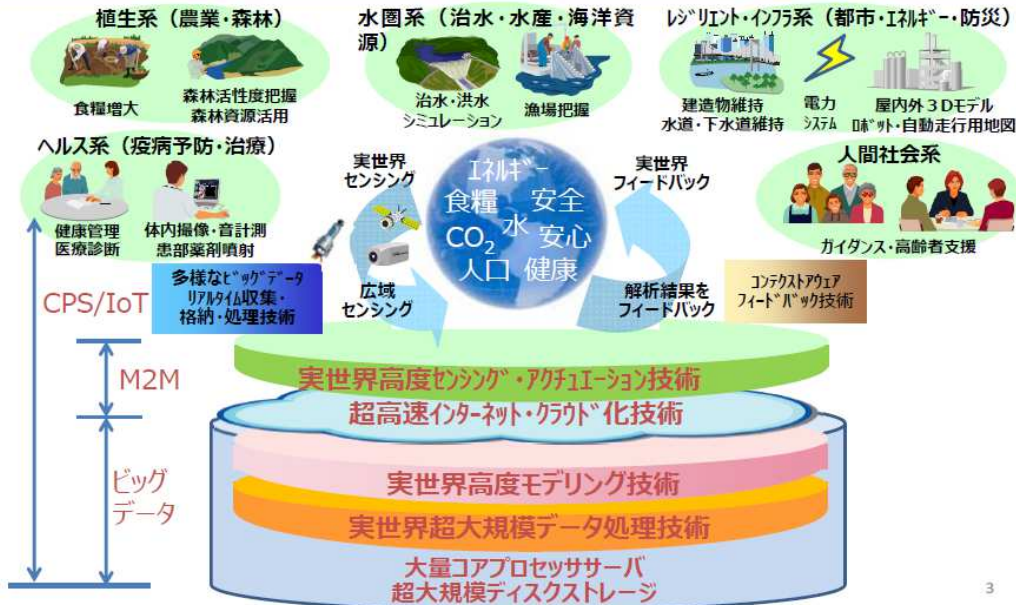 植生系（農業・森林）
食糧増大
森林活性度把握
森林資源活用
水圏系（治水・水産・海洋資
源）
治水・洪水
シミュレーション
漁場把握
ﾚｼﾞﾘｴﾝﾄ・ｲﾝﾌﾗ系（都市・ｴﾈﾙｷﾞｰ・防災）
建造物維持
水道・下水道維持
電力
ｼｽﾃﾑ
屋内外３Ｄモデル
ﾛﾎﾞｯﾄ・自動走行用地図
ヘルス系（疫病予防・治療）
健康管理
医療診断
体内撮像・音計測
患部薬剤噴射
実世界
センシング
ｴﾈﾙｷﾞｰ
食糧 安全
CO2 水 安心
人口 健康
実世界
フィードバック
人間社会系
ガイダンス・高齢者支援
CPS/IoT
多様なﾋﾞｯｸﾞﾃﾞｰﾀ
ﾘｱﾙﾀｲﾑ収集・
格納・処理技術
広域
センシング
解析結果を
フィードバック
ｺﾝﾃｸｽﾄｱｳｪｱ
ﾌｨｰﾄﾞﾊﾞｯｸ技術
M2M
実世界高度ｾﾝｼﾝｸﾞ・ｱｸﾁｭｴｰｼｮﾝ技術
超高速ｲﾝﾀｰﾈｯﾄ・ｸﾗｳﾄﾞ化技術
ビッグ
データ
実世界高度モデリング技術
実世界超大規模データ処理技術
大量コアプロセッササーバ
超大規模ディスクストレージ
3